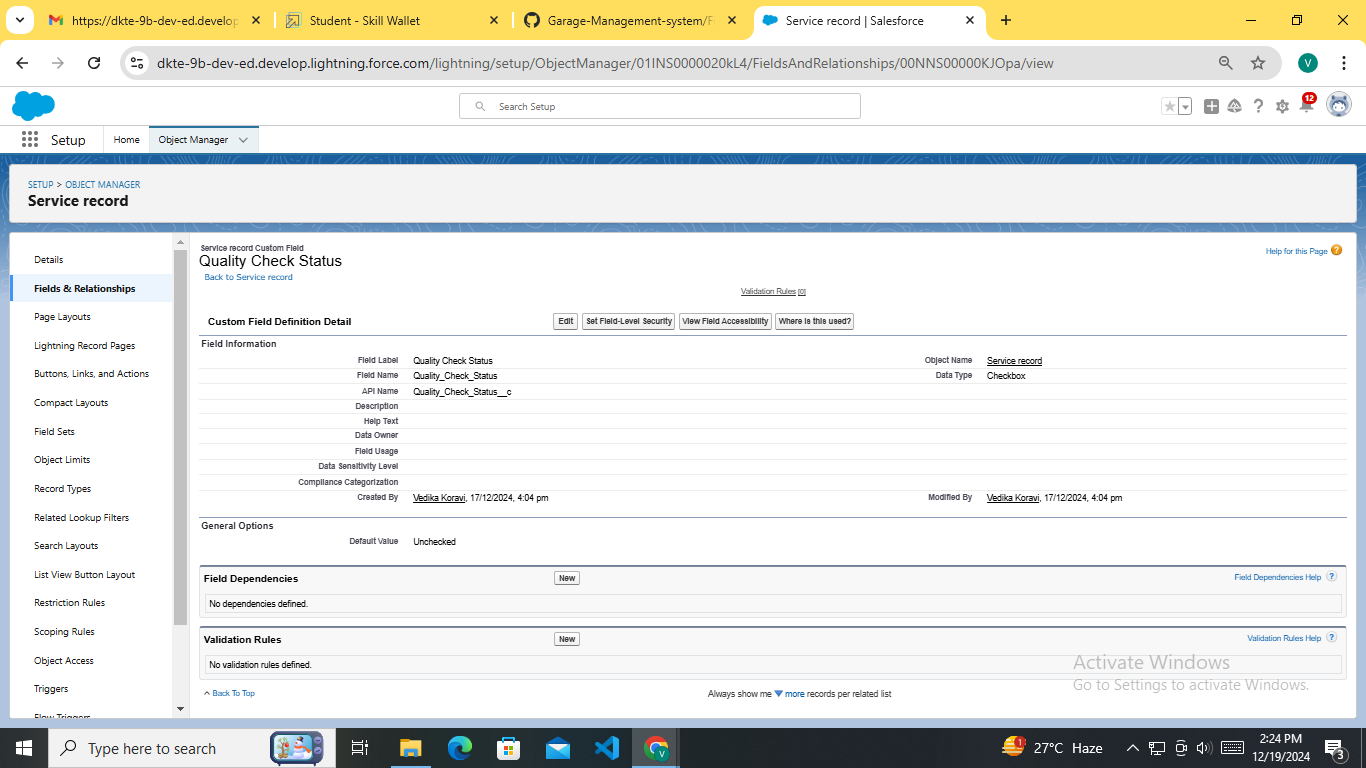 https://dkte-9b-dev-ed.develop
Student - Skill Wallet
Garage-Management-system/F
Service record | Salesforce
dkte-9b-dev-ed.develop.lightning.force.com/lightning/setup/ObjectManager/01INS0000020kL4/FieldsAndRelationships/00NNS00000KJOpa/view
V
Search Setup
12
Setup
Home
Object Manager
SETUP > OBJECT MANAGER
Service record
Details
Fields & Relationships
Page Layouts
Lightning Record Pages
Buttons, Links, and Actions
Compact Layouts
Field Sets
Object Limits
Record Types
Related Lookup Filters
Search Layouts
List View Button Layout
Restriction Rules
Scoping Rules
Object Access
Triggers
Flow Triggers
Service record Custom Field
Quality Check Status
Help for this Page
Back to Service record
Validation Rules [0]
Custom Field Definition Detail
Edit
Set Field-Level Security
View Field Accessibility
Where is this used?
Field Information
Field Label Quality Check Status Object Name Service record
Field Name Quality_Check_Status Data Type Checkbox
API Name Quality_Check_Status__c
Description
Help Text
Data Owner
Field Usage
Data Sensitivity Level
Compliance Categorization
Created By Vedika Koravi, 17/12/2024, 4:04 pm Modified By Vedika Koravi, 17/12/2024, 4:04 pm
General Options
Default Value Unchecked
Field Dependencies New Field Dependencies Help ?
No dependencies defined.
Validation Rules New Validation Rules Help ?
No validation rules defined.
Back To Top
Always show me more records per related list
Activate Windows
Go to Settings to activate Windows.
Type here to search
1
27°C Haze
2:24 PM
12/19/2024
3